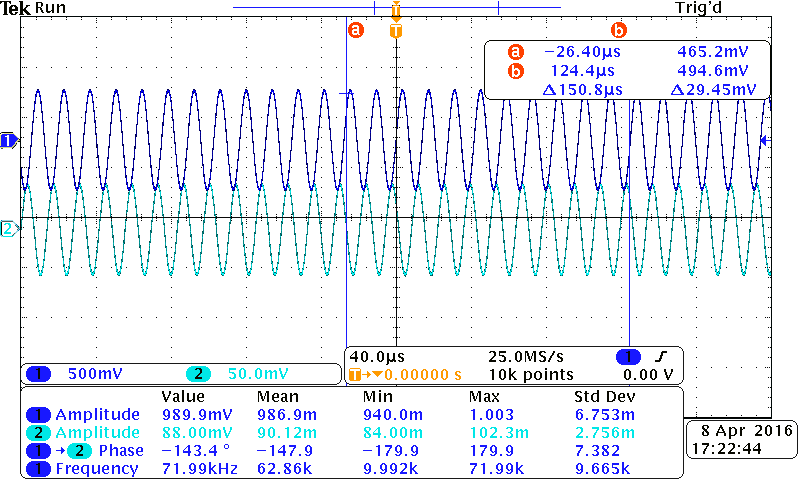 Tek Run Trig'd
T
a b
T
a −26.40µs 465.2mV
b 124.4µs 494.6mV
Δ150.8µs Δ29.45mV
1
2
1 500mV 2 50.0mV
40.0µs 25.0MS/s 1
T→▼0.00000 s 10k points 0.00 V
Value Mean Min Max Std Dev
1 Amplitude 989.9mV 986.9m 940.0m 1.003 6.753m
2 Amplitude 88.00mV 90.12m 84.00m 102.3m 2.756m
1 → 2 Phase −143.4 ° −147.9 −179.9 179.9 7.382
1 Frequency 71.99kHz 62.86k 9.992k 71.99k 9.665k
8 Apr 2016
17:22:44